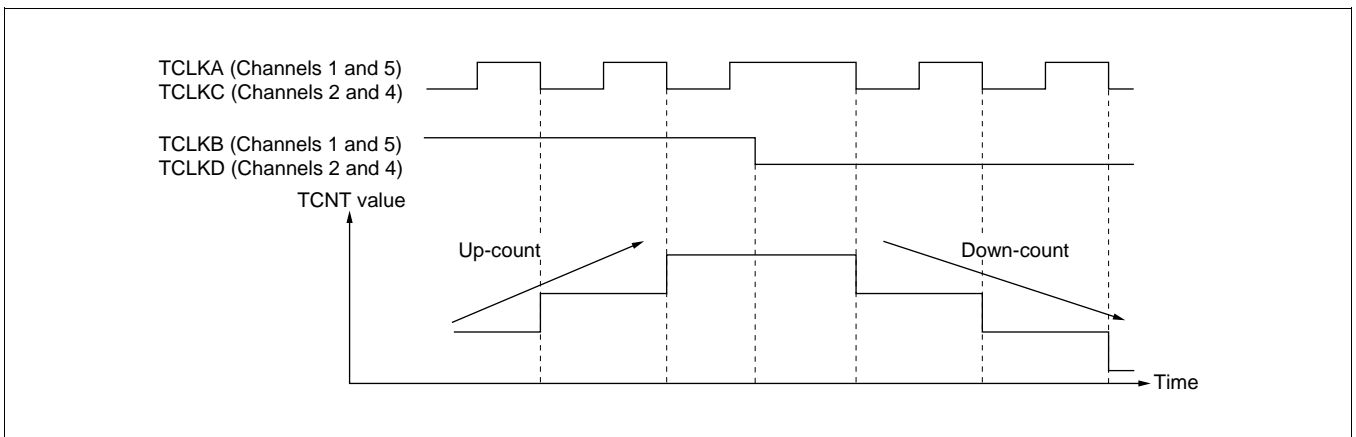 TCLKA (Channels 1 and 5)
TCLKC (Channels 2 and 4)
TCLKB (Channels 1 and 5)
TCLKD (Channels 2 and 4)
TCNT value
Up-count
Down-count
Time